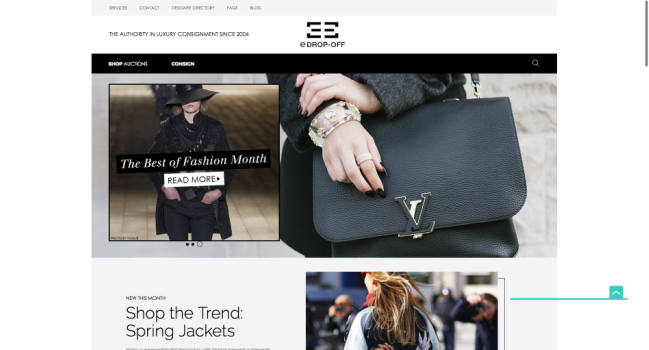 SERVICES CONTACT DESIGNER DIRECTORY FAQS BLOG
THE AUTHORITY IN LUXURY CONSIGNMENT SINCE 2004
eDROP-OFF
SHOP AUCTIONS CONSIGN
The Best of Fashion Month
READ MORE
NEW THIS MONTH
Shop the Trend:
Spring Jackets